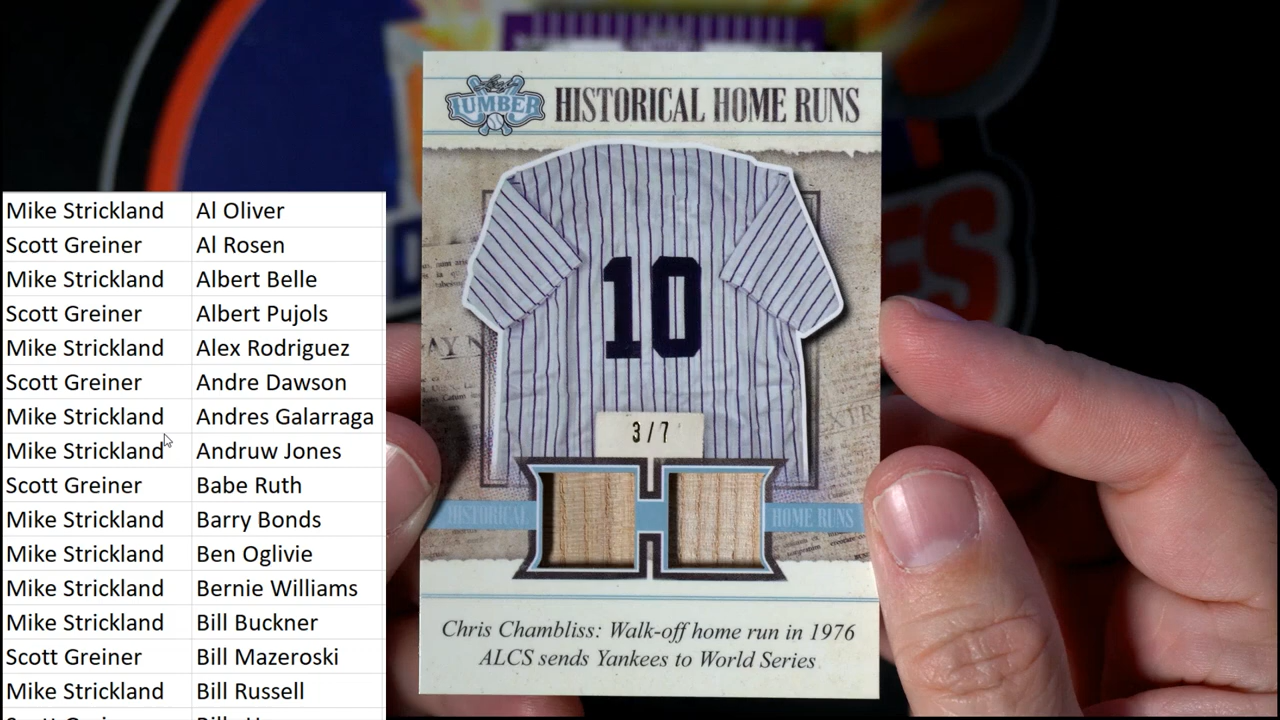 Mike Strickland Al Oliver
Scott Greiner Al Rosen
Mike Strickland Albert Belle
Scott Greiner Albert Pujols
Mike Strickland Alex Rodriguez
Scott Greiner Andre Dawson
Mike Strickland Andres Galarraga
Mike Strickland Andruw Jones
Scott Greiner Babe Ruth
Mike Strickland Barry Bonds
Mike Strickland Ben Oglivie
Mike Strickland Bernie Williams
Mike Strickland Bill Buckner
Scott Greiner Bill Mazeroski
Mike Strickland Bill Russell
Leaf
LUMBER
HISTORICAL HOME RUNS
10
3/7
HISTORICAL HOME RUNS
Chris Chambliss: Walk-off home run in 1976
ALCS sends Yankees to World Series